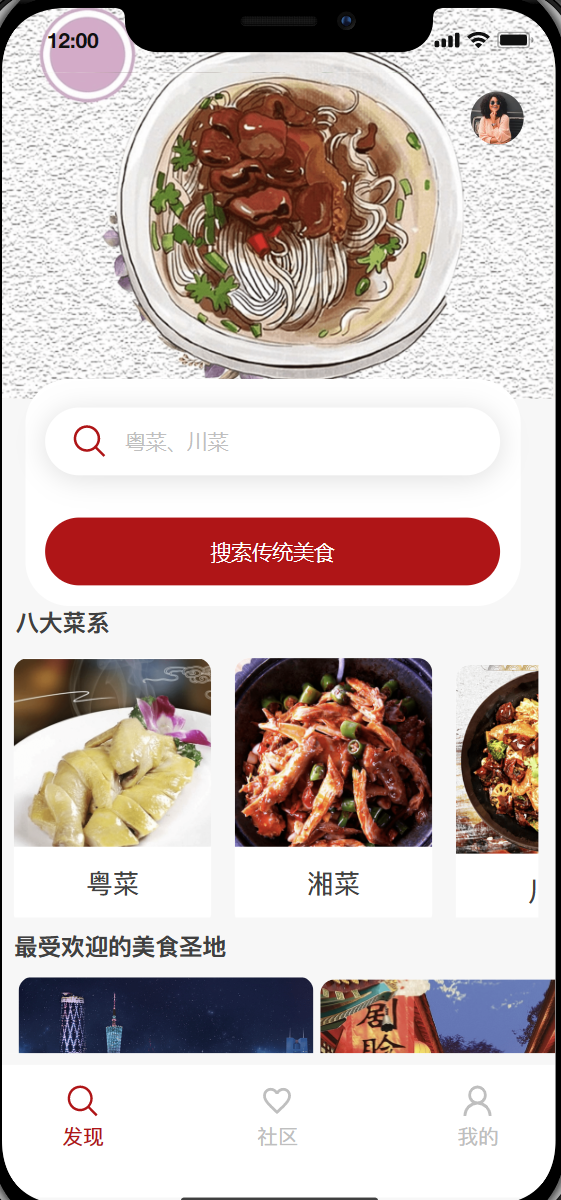 12:00
粤菜、川菜
搜索传统美食
八大菜系
粤菜
湘菜
最受欢迎的美食圣地
剧
发现
社区
我的